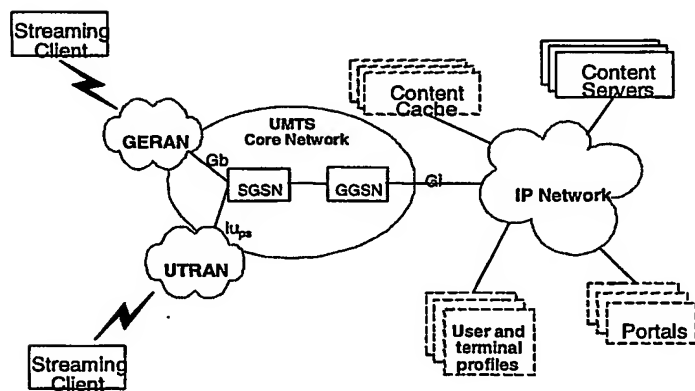 Streaming
Client
Content
Cache
Content
Servers
GERAN
UMTS
Core Network
Gb
SGSN
GGSN
Gi
IP Network
Iups
UTRAN
Streaming
Client
User and
terminal
profiles
Portals